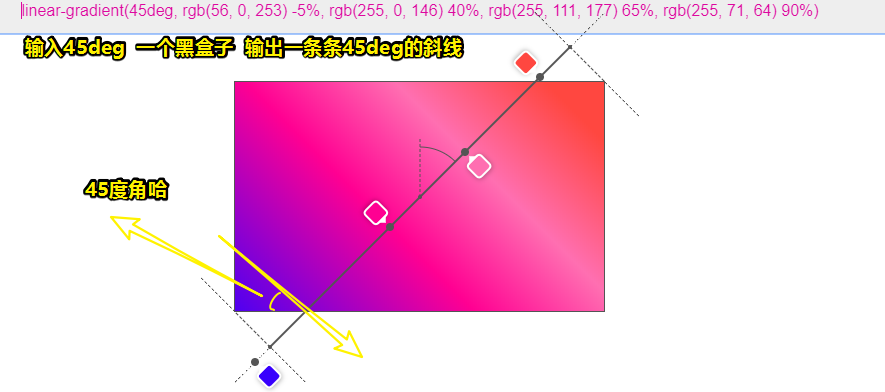 linear-gradient(45deg, rgb(56, 0, 253) -5%, rgb(255, 0, 146) 40%, rgb(255, 111, 177) 65%, rgb(255, 71, 64) 90%)
输入45deg 一个黑盒子 输出一条条45deg的斜线
45度角哈